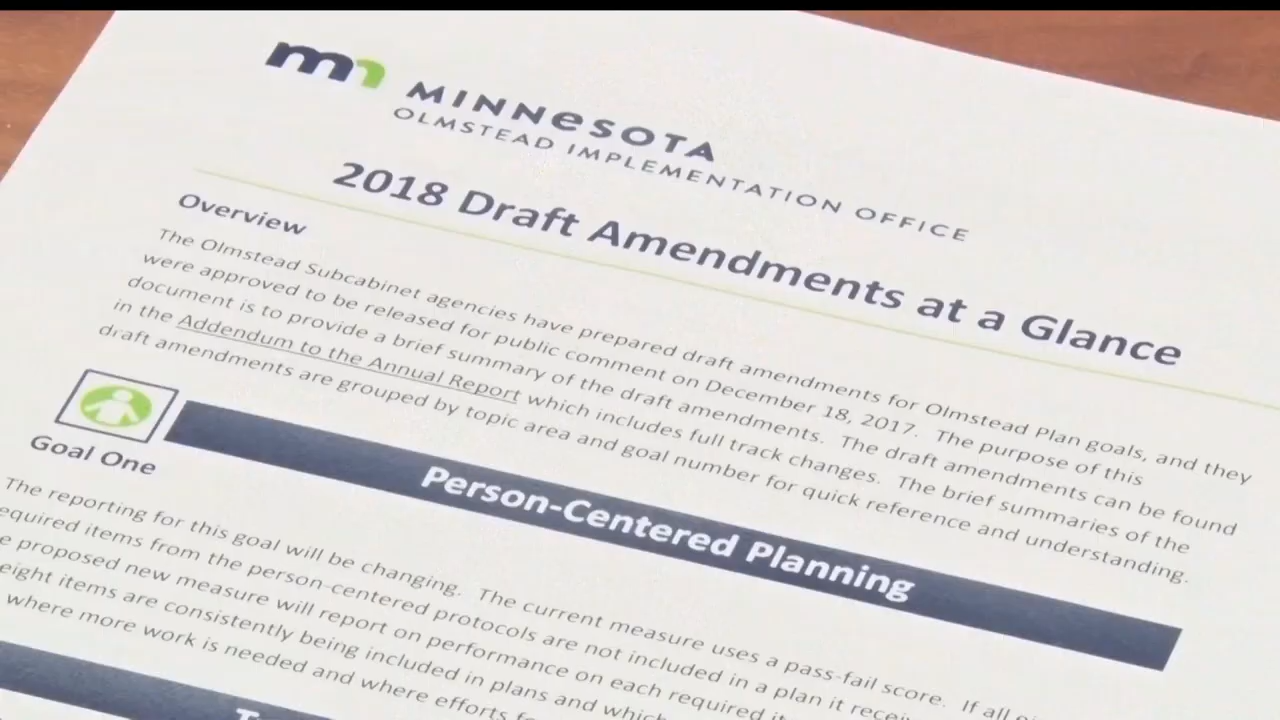 mn
MINNESOTA
OLMSTEAD IMPLEMENTATION OFFICE
2018 Draft Amendments at a Glance
Overview
The Olmstead Subcabinet agencies have prepared draft amendments for Olmstead Plan goals, and they
were approved to be released for public comment on December 18, 2017. The purpose of this
document is to provide a brief summary of the draft amendments. The draft amendments can be found
in the Addendum to the Annual Report which includes full track changes. The brief summaries of the
draft amendments are grouped by topic area and goal number for quick reference and understanding.
Goal One
Person-Centered Planning
The reporting for this goal will be changing. The current measure uses a pass-fail score. If all
equired items from the person-centered protocols are not included in a plan it recei
e proposed new measure will report on performance on each required it
eight items are consistently being included in plans and which
where more work is needed and where efforts f